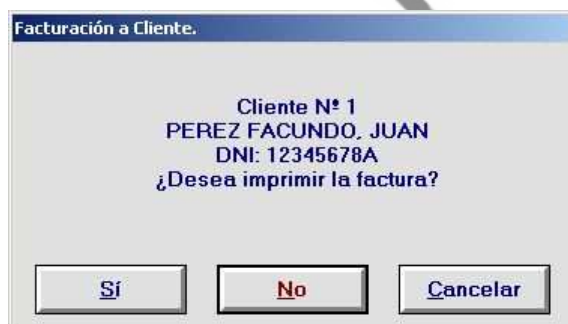 Facturación a Cliente.
Cliente Nº 1
PEREZ FACUNDO, JUAN
DNI: 12345678A
¿Desea imprimir la factura?
Sí
No
Cancelar